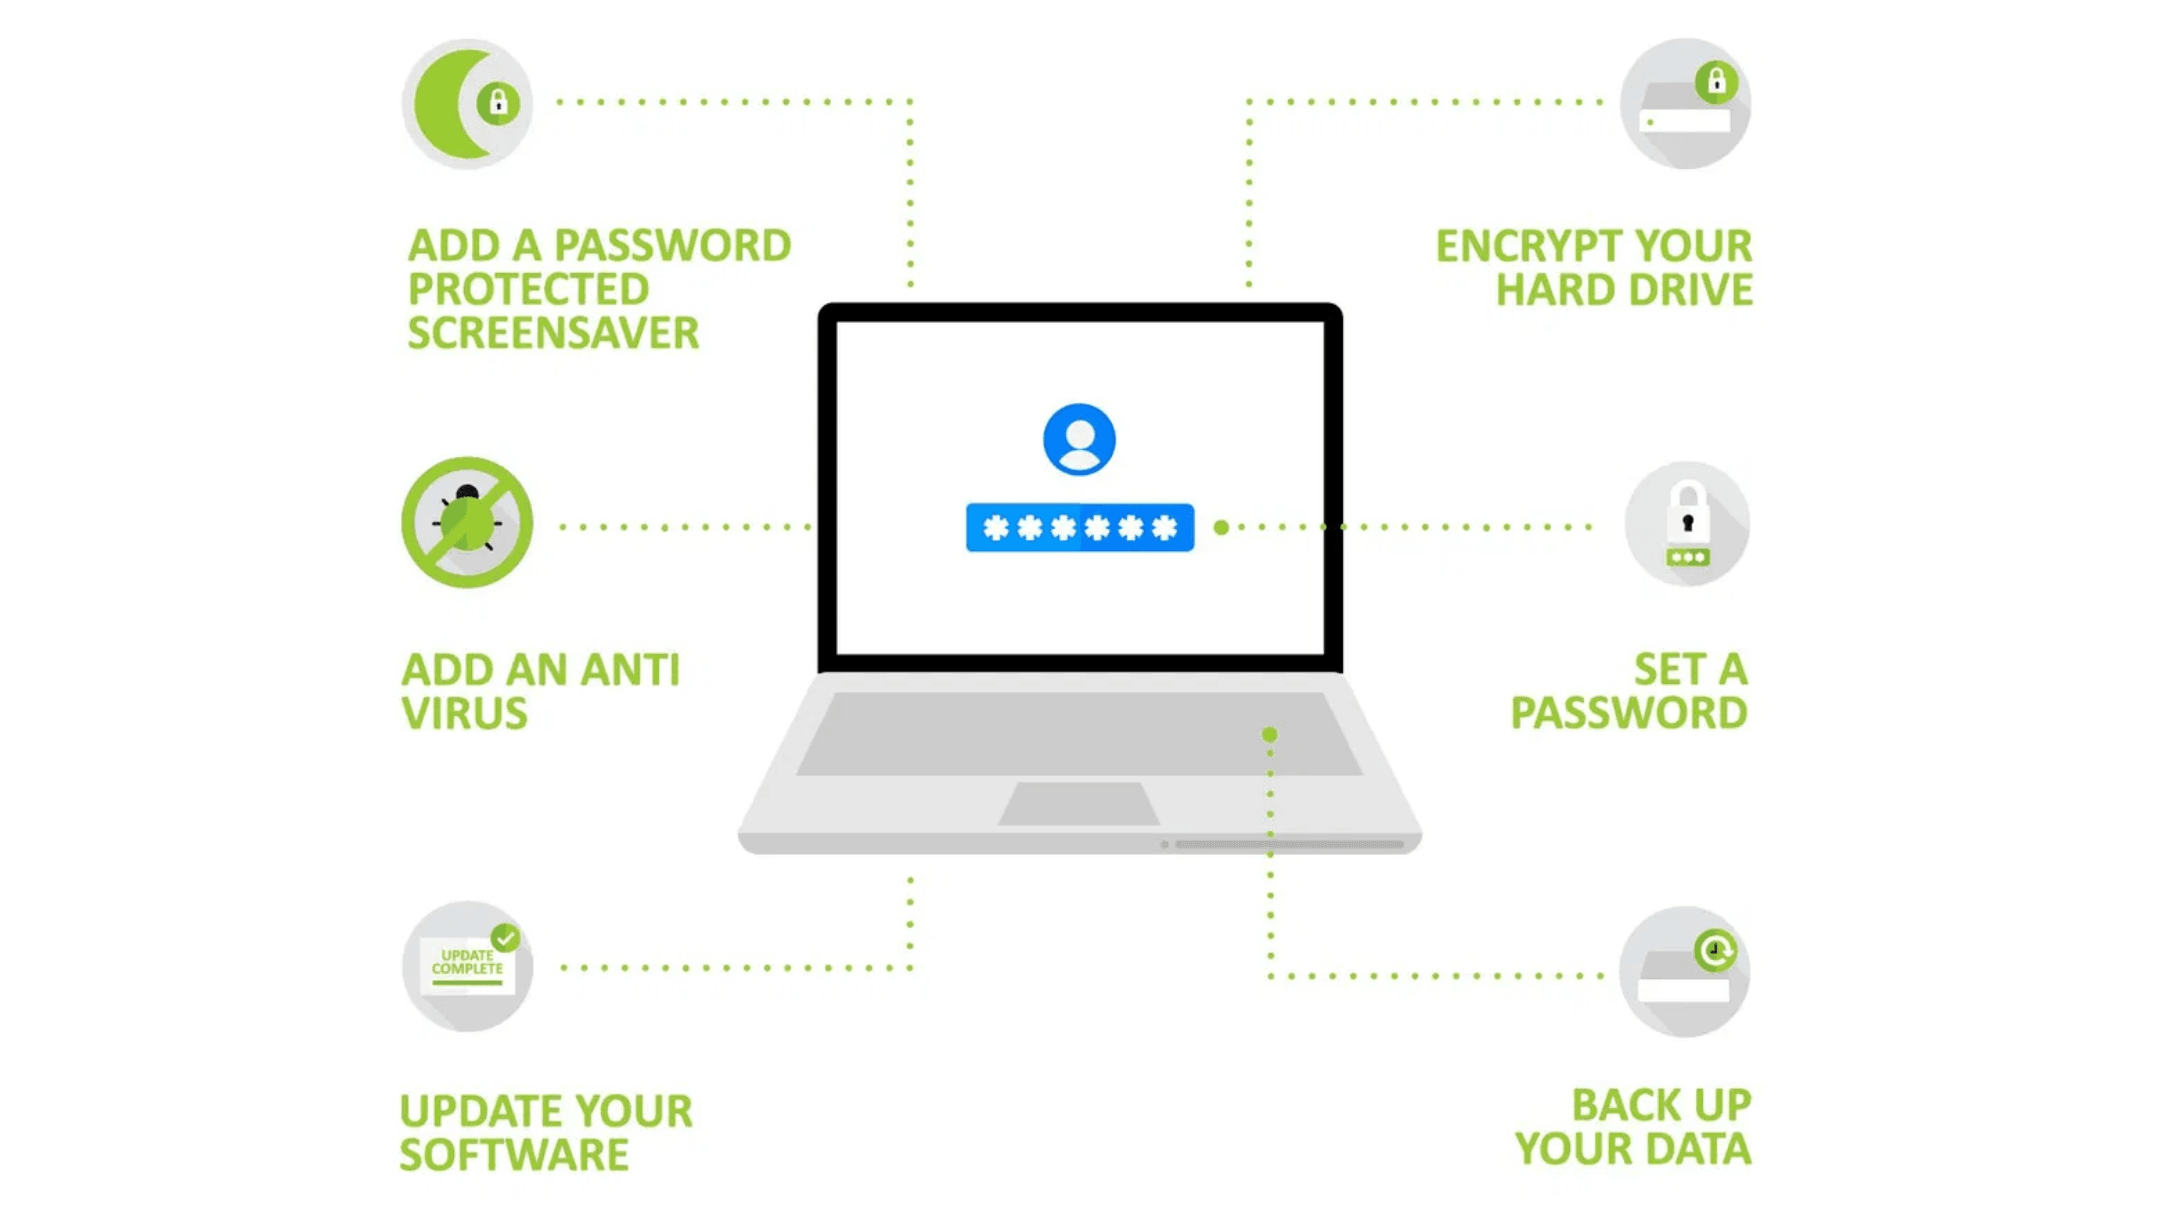 ADD A PASSWORD
PROTECTED
SCREENSAVER
ENCRYPT YOUR
HARD DRIVE
******
ADD AN ANTI
VIRUS
SET A
PASSWORD
UPDATE
COMPLETE
UPDATE YOUR
SOFTWARE
BACK UP
YOUR DATA